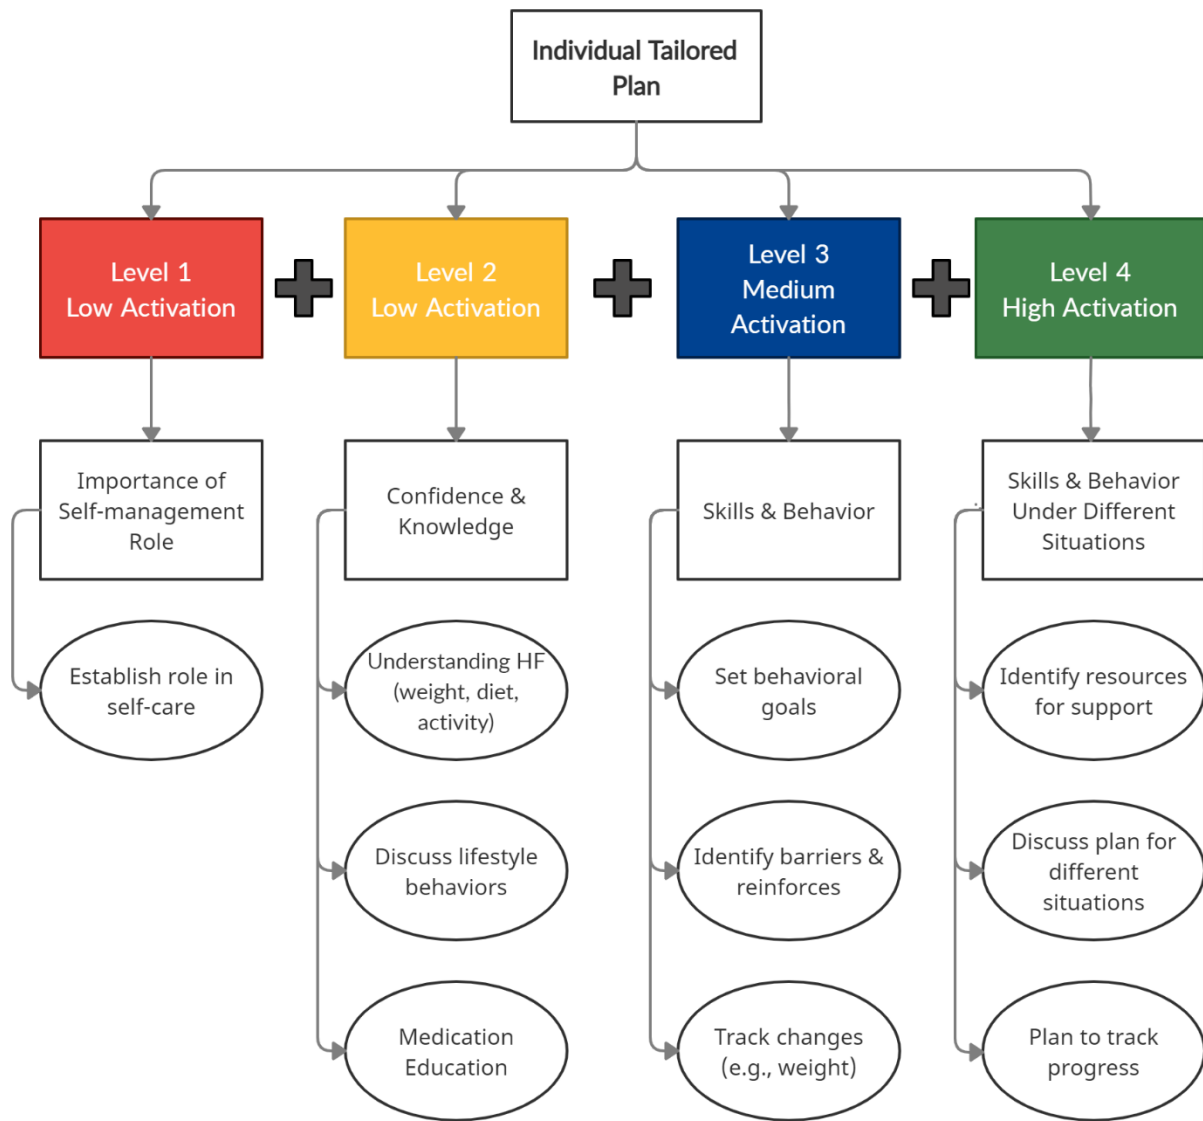 Individual Tailored
Plan
Level 1
Low Activation
Level 2
Low Activation
Level 3
Medium
Activation
Level 4
High Activation
Importance of
Self-management
Role
Confidence &
Knowledge
Skills & Behavior
Skills & Behavior
Under Different
Situations
Establish role in
self-care
Understanding HF
(weight, diet,
activity)
Set behavioral
goals
Identify resources
for support
Discuss lifestyle
behaviors
Identify barriers &
reinforces
Discuss plan for
different
situations
Medication
Education
Track changes
(e.g., weight)
Plan to track
progress